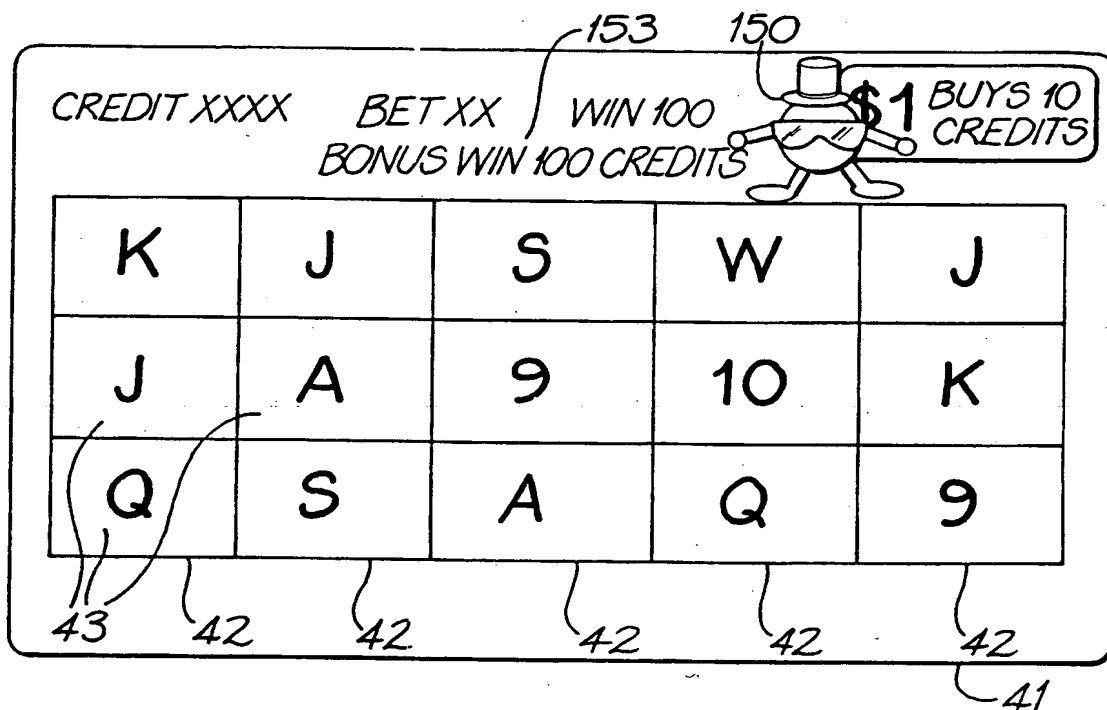 153 150
CREDIT XXXX BET XX WIN 100 $1 BUYS 10
BONUS WIN 100 CREDITS CREDITS
K J S W J
J A 9 10 K
Q S A Q 9
43 42 42 42 42 42
41